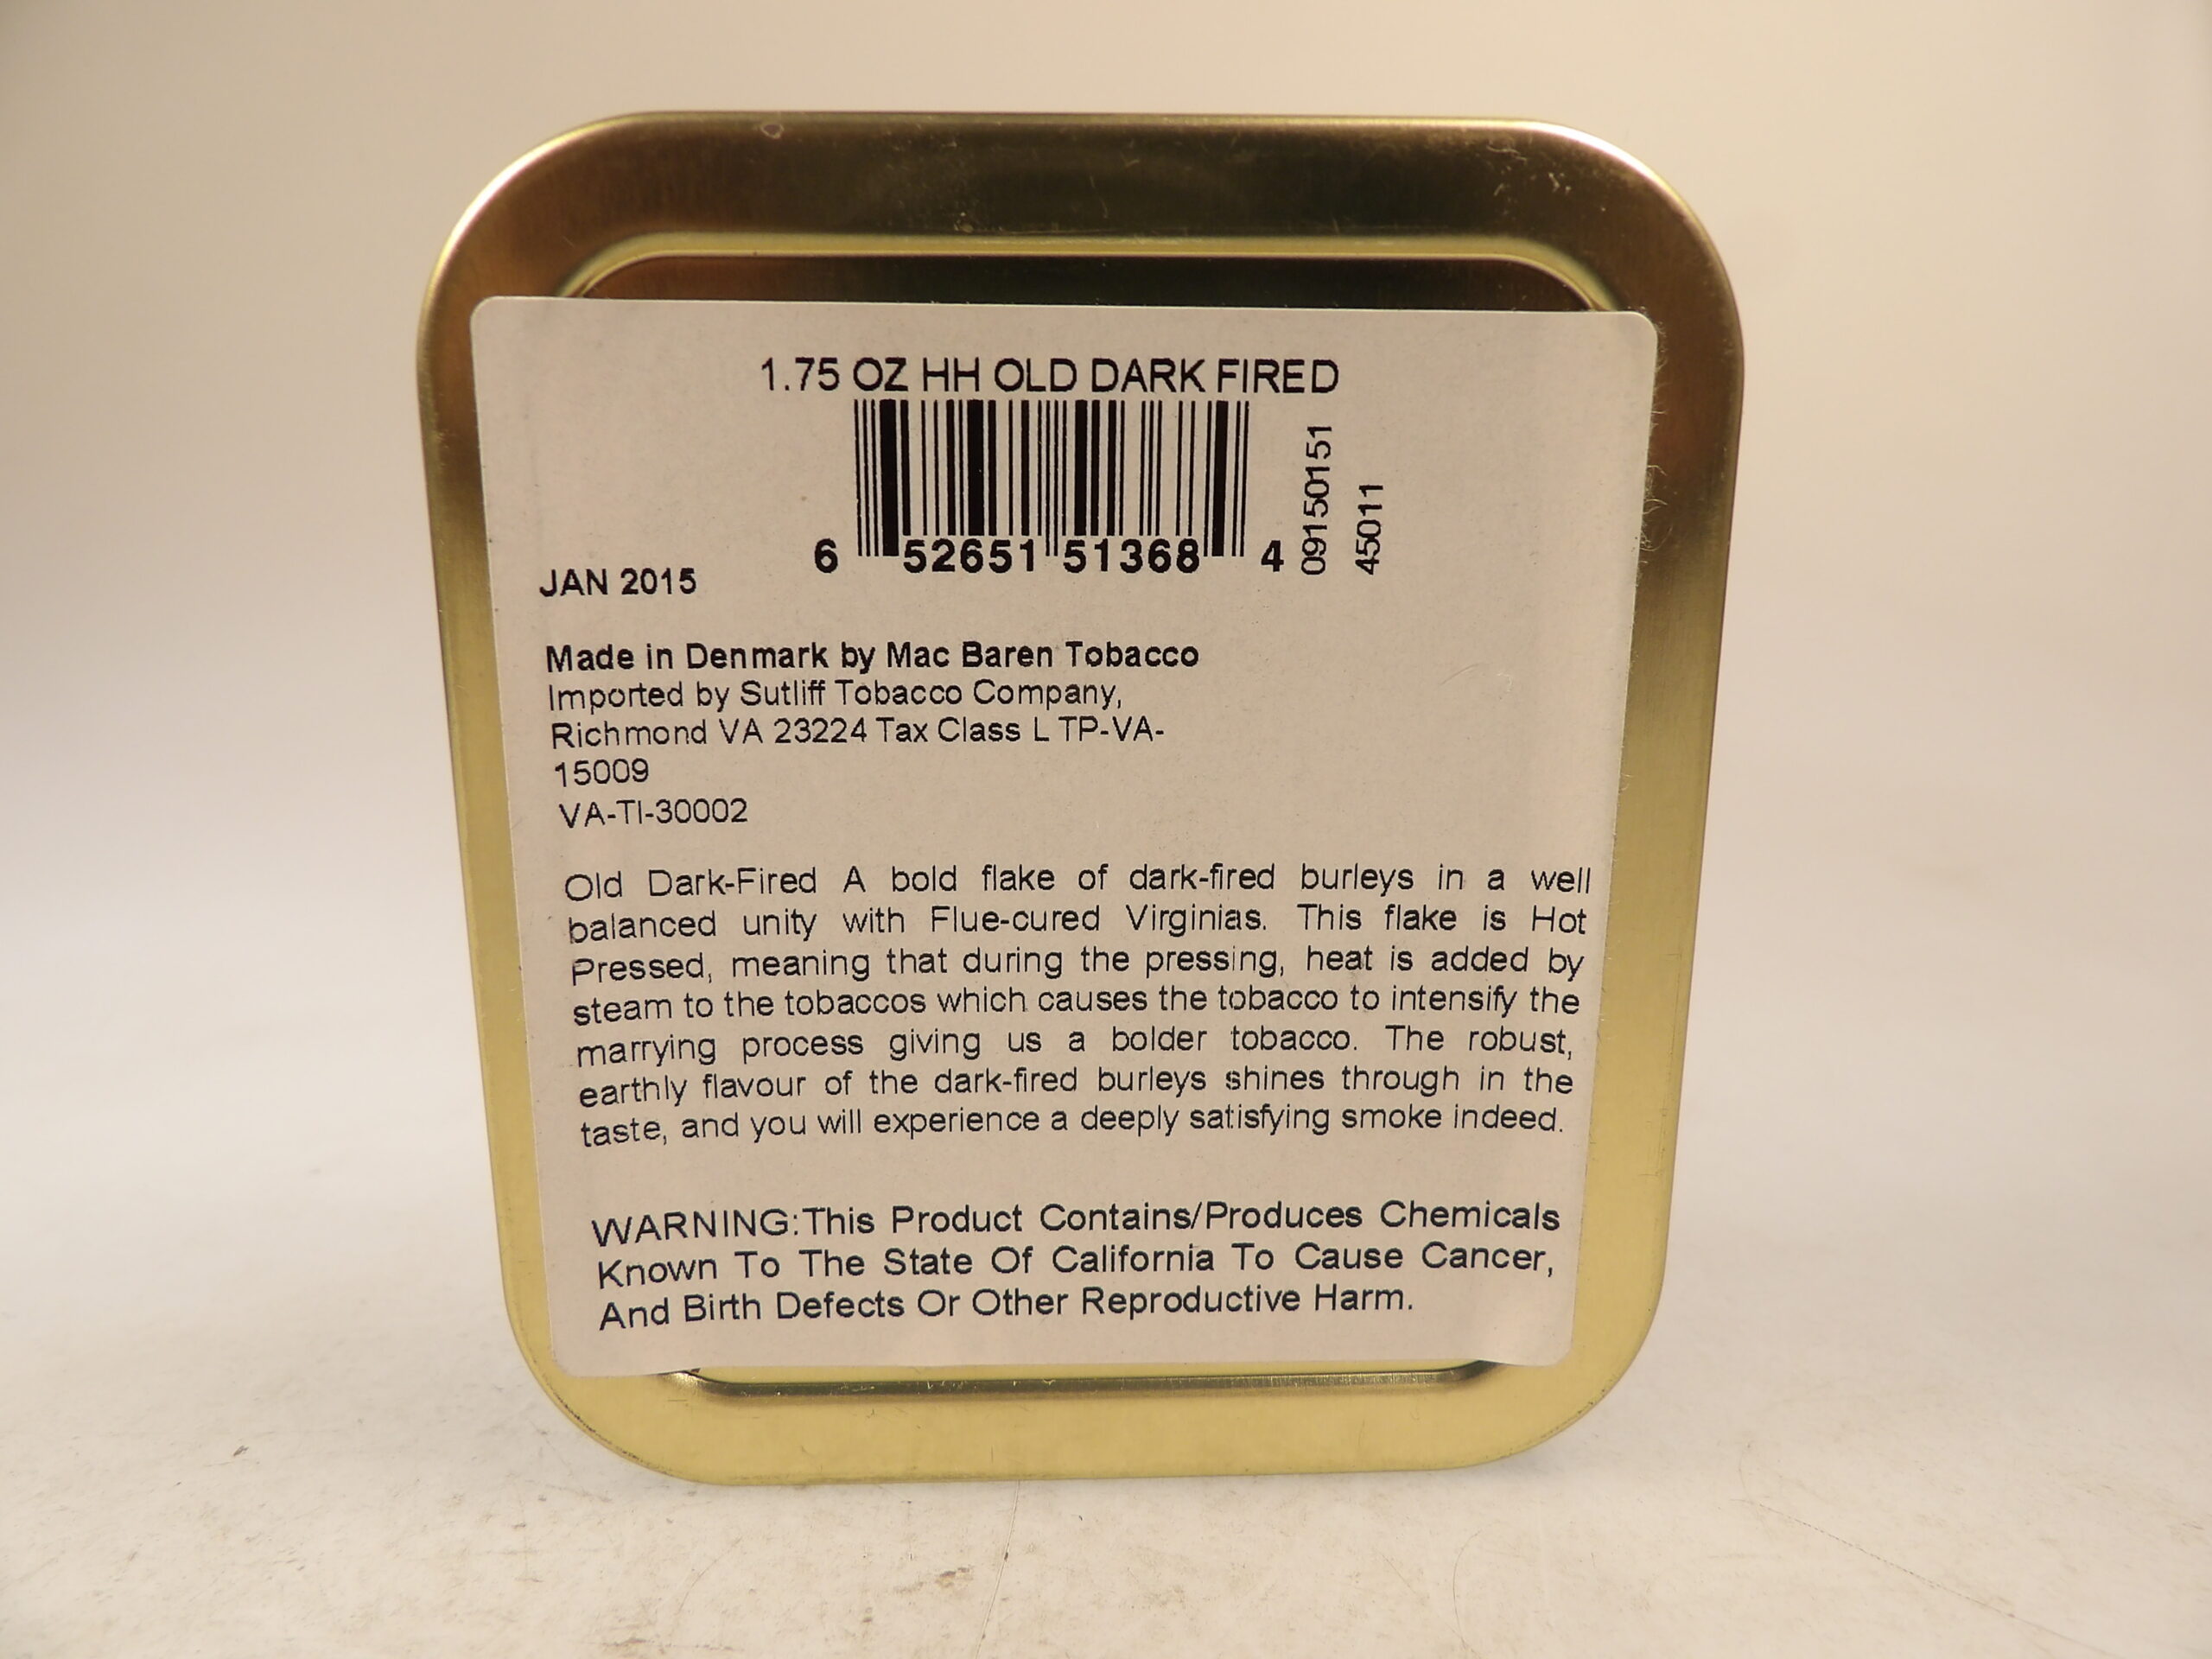 1.75 OZ HH OLD DARK FIRED
6 52651 51368 4
09150151
45011
JAN 2015
Made in Denmark by Mac Baren Tobacco
Imported by Sutliff Tobacco Company,
Richmond VA 23224 Tax Class L TP-VA-
15009
VA-TI-30002
Old Dark-Fired A bold flake of dark-fired burleys in a well
balanced unity with Flue-cured Virginias. This flake is Hot
Pressed, meaning that during the pressing, heat is added by
steam to the tobaccos which causes the tobacco to intensify the
marrying process giving us a bolder tobacco. The robust,
earthly flavour of the dark-fired burleys shines through in the
taste, and you will experience a deeply satisfying smoke indeed.
WARNING:This Product Contains/Produces Chemicals
Known To The State Of California To Cause Cancer,
And Birth Defects Or Other Reproductive Harm.